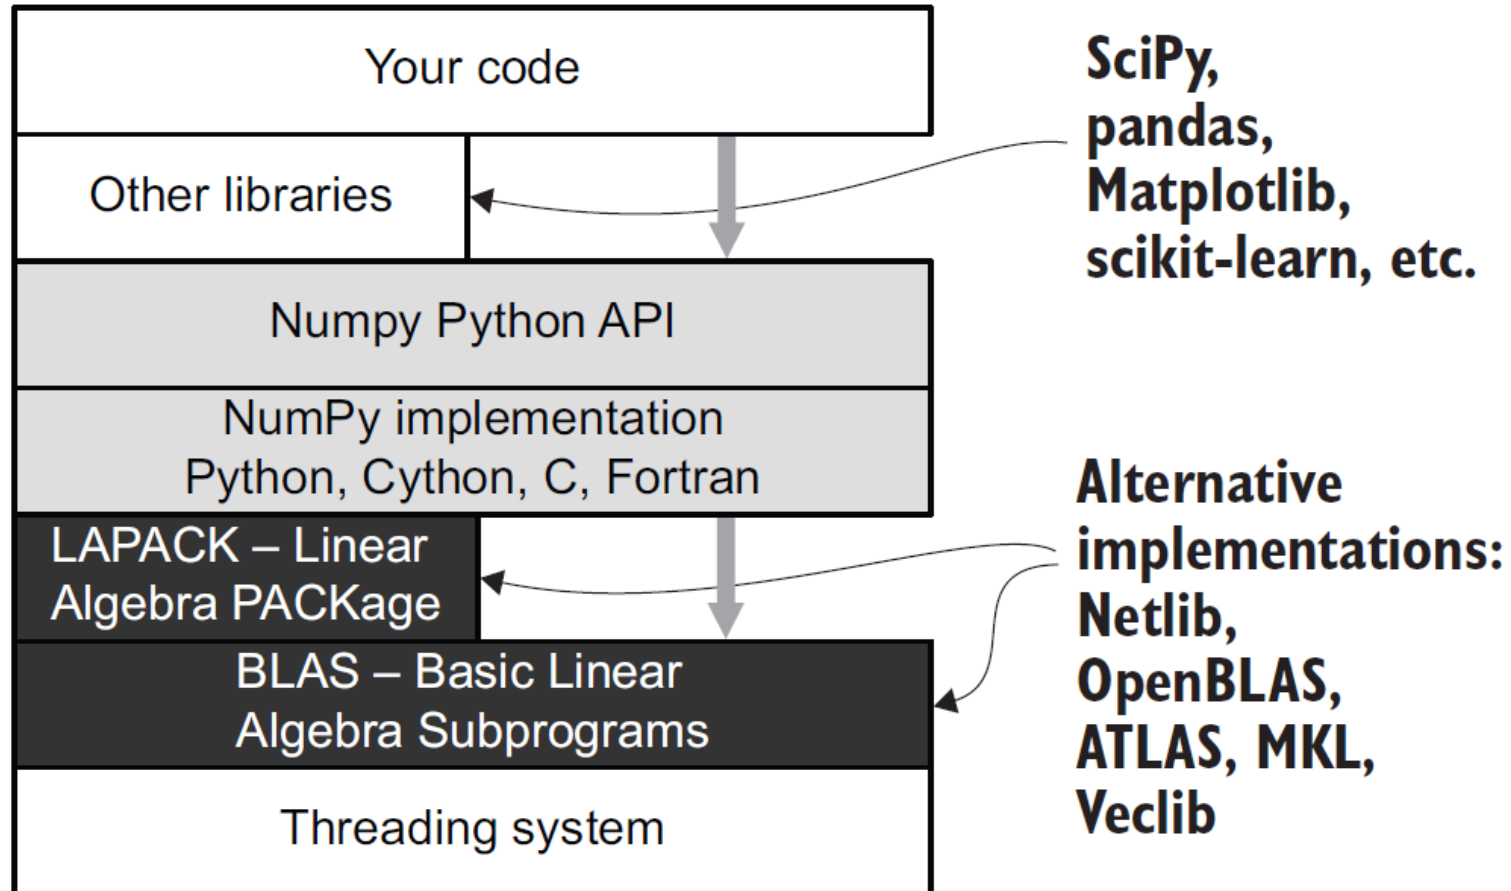 Your code
Other libraries
Numpy Python API
NumPy implementation
Python, Cython, C, Fortran
LAPACK – Linear
Algebra PACKage
BLAS – Basic Linear
Algebra Subprograms
Threading system
SciPy,
pandas,
Matplotlib,
scikit-learn, etc.
Alternative
implementations:
Netlib,
OpenBLAS,
ATLAS, MKL,
Veclib